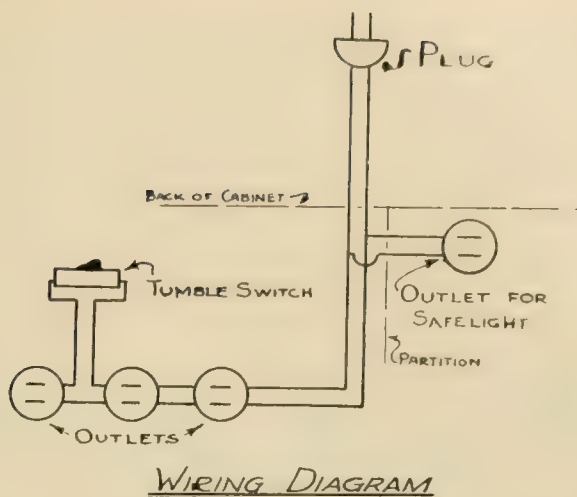 PLUG
BACK OF CABINET
TUMBLE SWITCH
OUTLET FOR
SAFELIGHT
PARTITION
OUTLETS
WIRING DIAGRAM